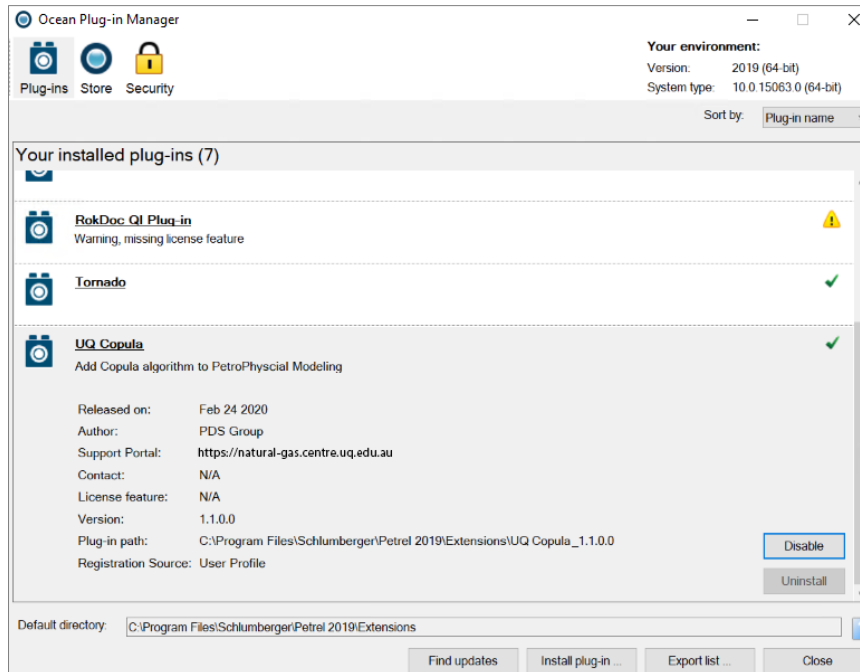 Ocean Plug-in Manager
Plug-ins Store Security
Your environment:
Version: 2019 (64-bit)
System type: 10.0.15063.0 (64-bit)
Sort by: Plug-in name
Your installed plug-ins (7)
RokDoc QI Plug-in
Warning, missing license feature
Tornado
UQ Copula
Add Copula algorithm to PetroPhyscial Modeling
Released on: Feb 24 2020
Author: PDS Group
Support Portal: https://natural-gas.centre.uq.edu.au
Contact: N/A
License feature: N/A
Version: 1.1.0.0
Plug-in path: C:\Program Files\Schlumberger\Petrel 2019\Extensions\UQ Copula_1.1.0.0
Registration Source: User Profile
Disable
Uninstall
Default directory: C:\Program Files\Schlumberger\Petrel 2019\Extensions
Find updates Install plug-in ... Export list ... Close